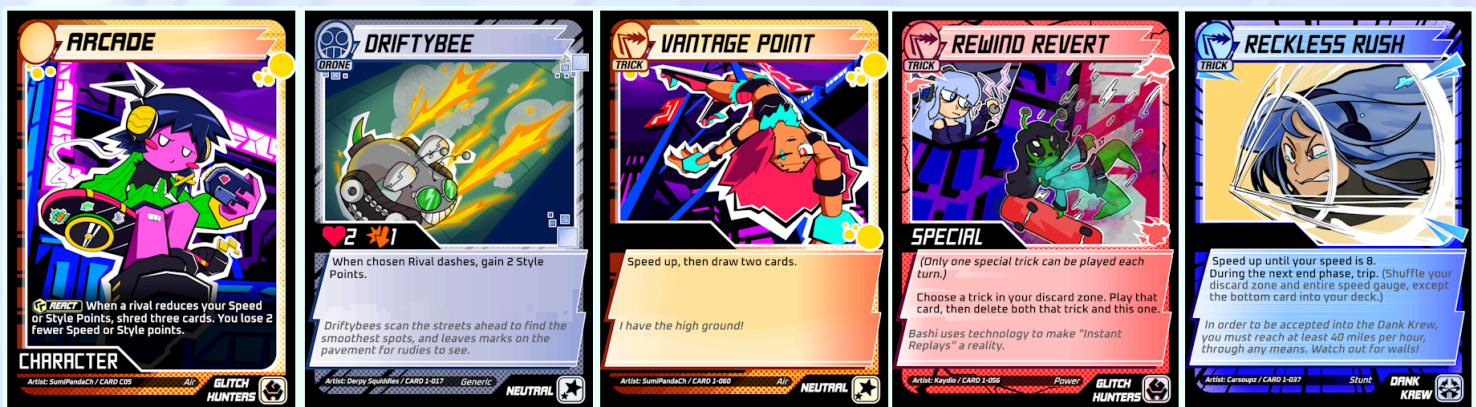 ARCADE
REACT When a rival reduces your Speed
or Style Points, shred three cards. You lose 2
fewer Speed or Style points.
CHARACTER
Artist: SumiPandaCh / CARD C05
Air
GLITCH
HUNTERS
DRIFTYBEE
DRONE
2 1
When chosen Rival dashes, gain 2 Style
Points.
Driftybees scan the streets ahead to find the
smoothest spots, and leaves marks on the
pavement for rudies to see.
Artist: Derpy Squiddies / CARD 1-017
Generic
NEUTRAL
VANTAGE POINT
TRICK
Speed up, then draw two cards.
I have the high ground!
Artist: SumiPandaCh / CARD 1-060
Air
NEUTRAL
REWIND REVERT
TRICK
SPECIAL
(Only one special trick can be played each
turn.)
Choose a trick in your discard zone. Play that
card, then delete both that trick and this one.
Bashi uses technology to make "Instant
Replays" a reality.
Artist: Kaydio / CARD 1-056
Power
GLITCH
HUNTERS
RECKLESS RUSH
TRICK
Speed up until your speed is 8.
During the next end phase, trip. (Shuffle your
discard zone and entire speed gauge, except
the bottom card into your deck.)
In order to be accepted into the Dank Krew,
you must reach at least 40 miles per hour,
through any means. Watch out for walls!
Artist: Carsoupz / CARD 1-037
Stunt
DANK
KREW